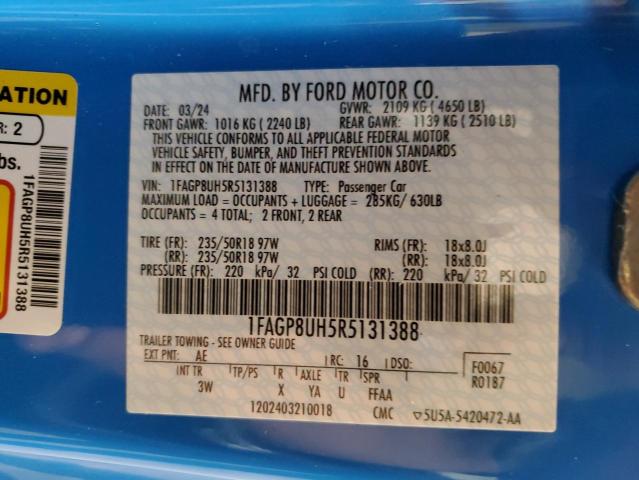 ATION
R: 2
bs.
1FAGP8UH5R5131388
MFD. BY FORD MOTOR CO.
DATE: 03/24 GVWR: 2109 KG (4650 LB)
FRONT GAWR: 1016 KG (2240 LB) REAR GAWR: 1139 KG (2510 LB)
THIS VEHICLE CONFORMS TO ALL APPLICABLE FEDERAL MOTOR
VEHICLE SAFETY, BUMPER, AND THEFT PREVENTION STANDARDS
IN EFFECT ON THE DATE OF MANUFACTURE SHOWN ABOVE.
VIN: 1FAGP8UH5R5131388 TYPE: Passenger Car
MAXIMUM LOAD = OCCUPANTS + LUGGAGE = 285KG/ 630LB
OCCUPANTS = 4 TOTAL; 2 FRONT, 2 REAR
TIRE (FR): 235/50R18 97W RIMS (FR): 18x8.0J
(RR): 235/50R18 97W (RR): 18x8.0J
PRESSURE (FR): 220 kPa/ 32 PSI COLD (RR): 220 kPa/ 32 PSI COLD
1FAGP8UH5R5131388
TRAILER TOWING - SEE OWNER GUIDE
EXT PNT: AE RC: 16 DSO: F0067
INT TR TP/PS R AXLE TR SPR R0187
3W X YA U FFAA
1202403210018 CMC ▽5U5A-5420472-AA